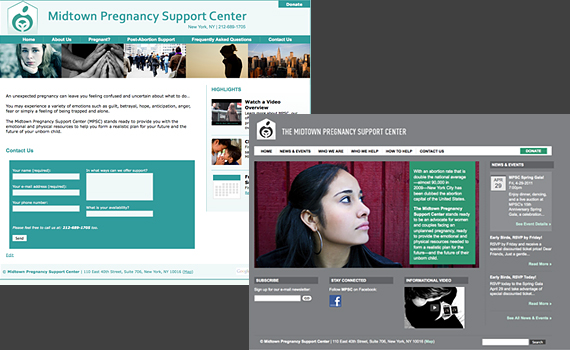 Donate
Midtown Pregnancy Support Center
New York, NY | 212-689-1705
Home About Us Pregnant? Post-Abortion Support Frequently Asked Questions Contact Us
An unexpected pregnancy can leave you feeling confused and uncertain about what to do...
You may experience a variety of emotions such as guilt, betrayal, hope, anticipation, anger,
fear or simply a feeling of being trapped and alone.
The Midtown Pregnancy Support Center (MPSC) stands ready to provide you with the
emotional and physical resources to help you form a realistic plan for your future and the
future of your unborn child.
Contact Us
Your name (required):
Your e-mail address (required):
Your phone number:
In what ways can we offer support?
What is your availability?
Please feel free to call us at: 212-689-1705 too
Send
Edit
© Midtown Pregnancy Support Center | 110 East 40th Street, Suite 706, New York, NY 10016 (Map)
HIGHLIGHTS
Watch a Video
Overview
THE MIDTOWN PREGNANCY SUPPORT CENTER
HOME NEWS & EVENTS WHO WE ARE WHO WE HELP HOW TO HELP CONTACT US
DONATE
With an abortion rate that is
double the national average
—almost 90,000 in
2009—New York City has
been dubbed the abortion
capital of the United States.
The Midtown Pregnancy
Support Center stands ready
to be an advocate for women
and couples facing an
unplanned pregnancy, ready
to provide the emotional and
physical resources needed to
form a realistic plan for the
future—and the future of
their unborn child.
NEWS & EVENTS
APR
29
MPSC Spring Gala!
Fri, 4-29-2011
7:00pm
Enjoy dinner, dancing
and a live auction at
MPSC's 10th
Anniversary Spring
Gala, a celebration...
See Event Details »
Early Birds, RSVP by Friday!
RSVP by Friday and receive a
special discounted ticket price! Dear
Friends, Just a gentle...
Read More »
Early Birds, RSVP Today!
RSVP today to the Spring Gala April
29 and take advantage of special
discounted ticket...
Read More »
See All News & Events »
SUBSCRIBE
Sign up for our e-mail newsletter:
GO
STAY CONNECTED
Follow MPSC on Facebook:
INFORMATIONAL VIDEO
© Midtown Pregnancy Support Center | 110 East 40th Street, Suite 706, New York, NY 10016 (Map)
Search